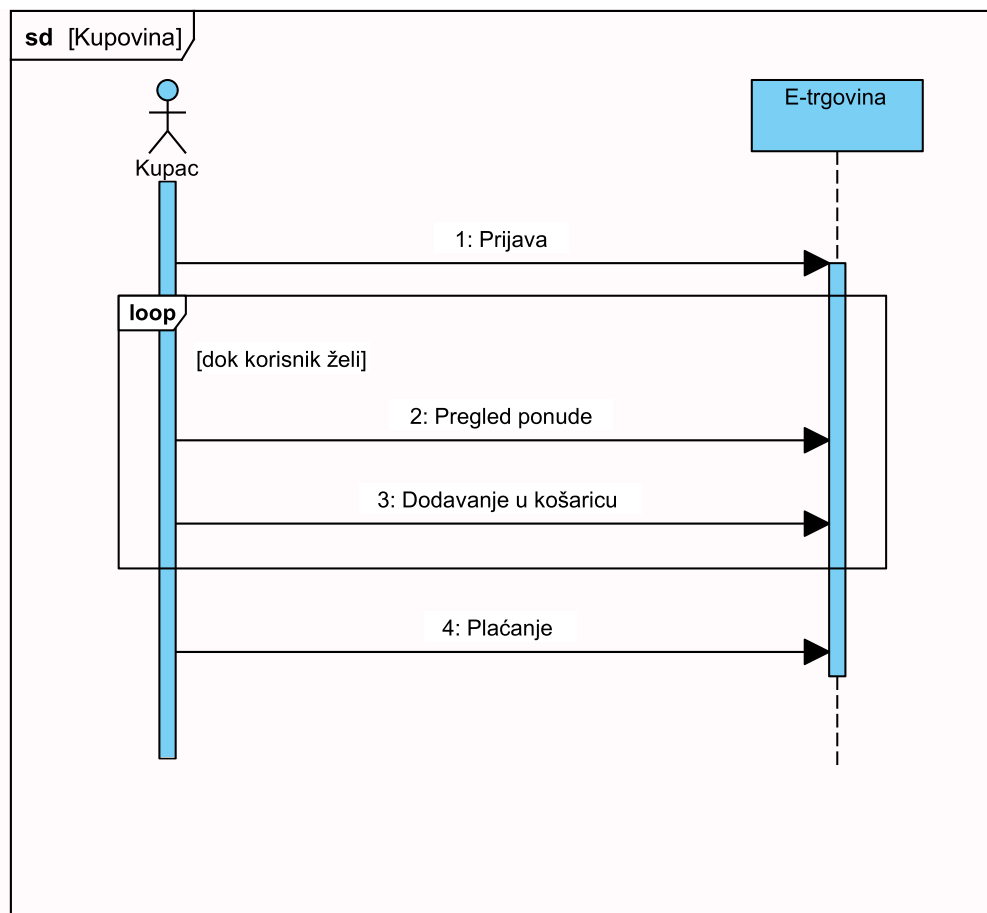 sd [Kupovina]
E-trgovina
Kupac
1: Prijava
loop
[dok korisnik želi]
2: Pregled ponude
3: Dodavanje u košaricu
4: Plaćanje